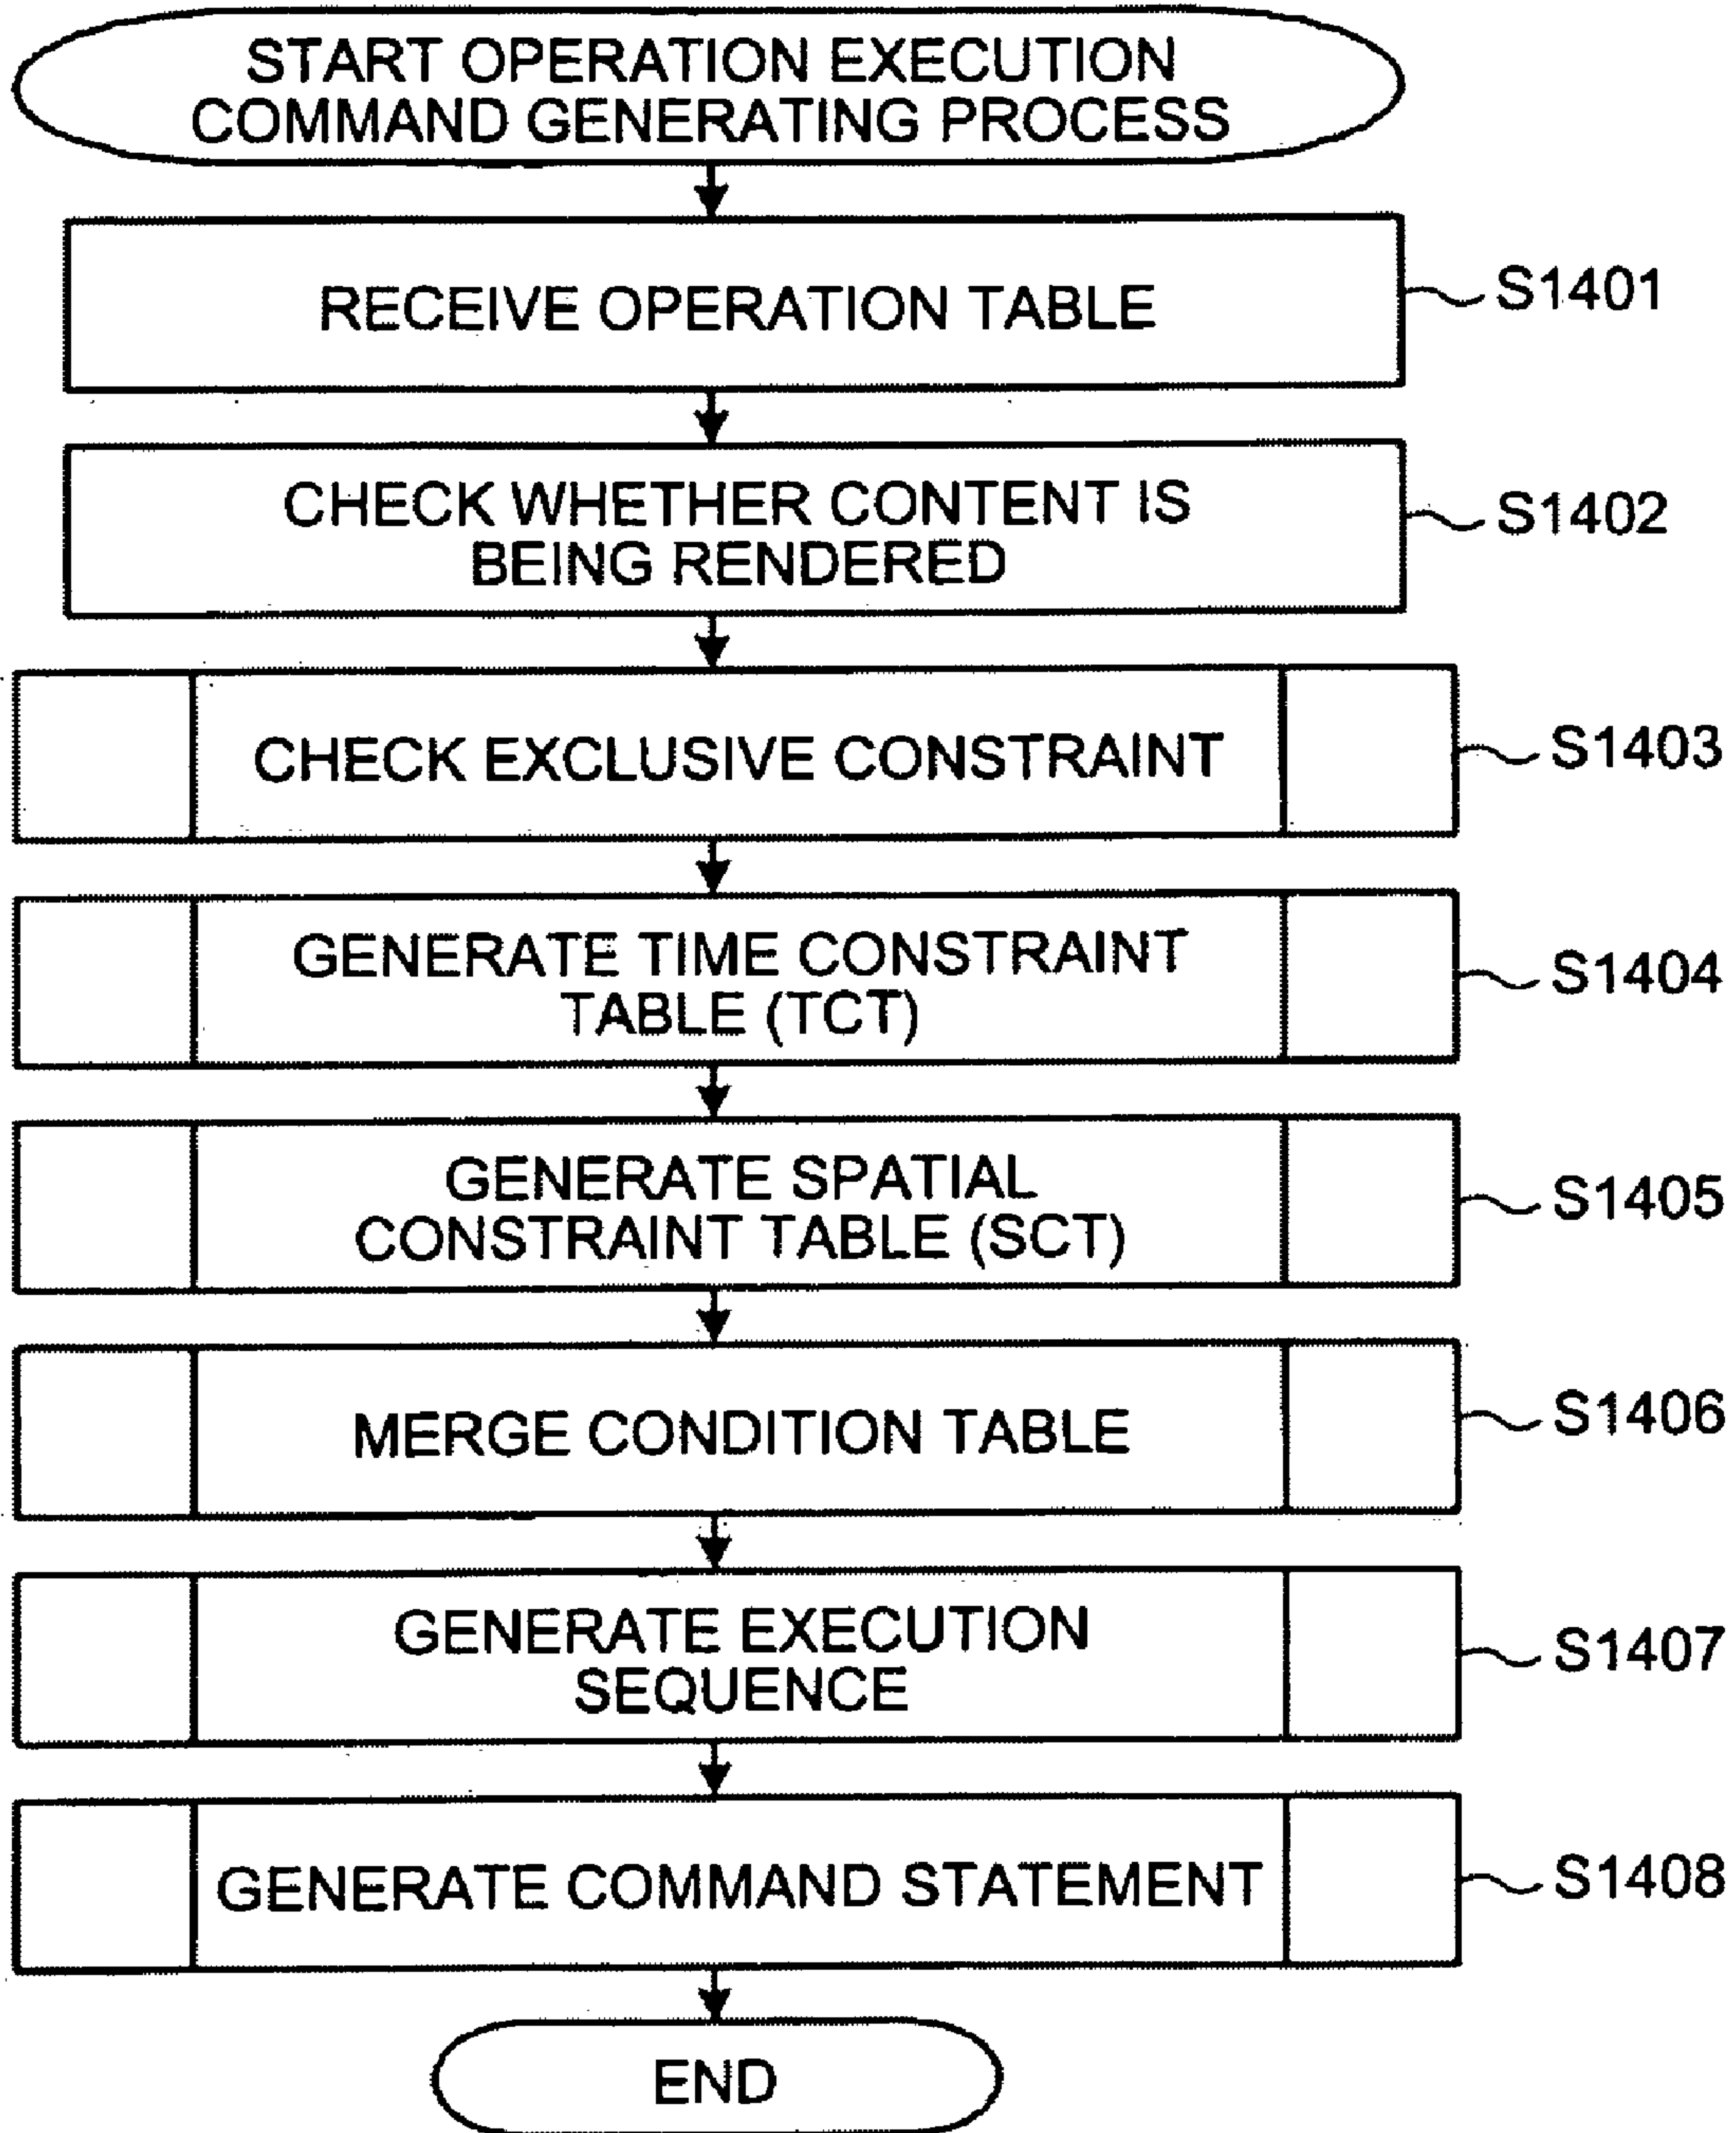 START OPERATION EXECUTION
COMMAND GENERATING PROCESS
RECEIVE OPERATION TABLE
S1401
CHECK WHETHER CONTENT IS
BEING RENDERED
S1402
CHECK EXCLUSIVE CONSTRAINT
S1403
GENERATE TIME CONSTRAINT
TABLE (TCT)
S1404
GENERATE SPATIAL
CONSTRAINT TABLE (SCT)
S1405
MERGE CONDITION TABLE
S1406
GENERATE EXECUTION
SEQUENCE
S1407
GENERATE COMMAND STATEMENT
S1408
END